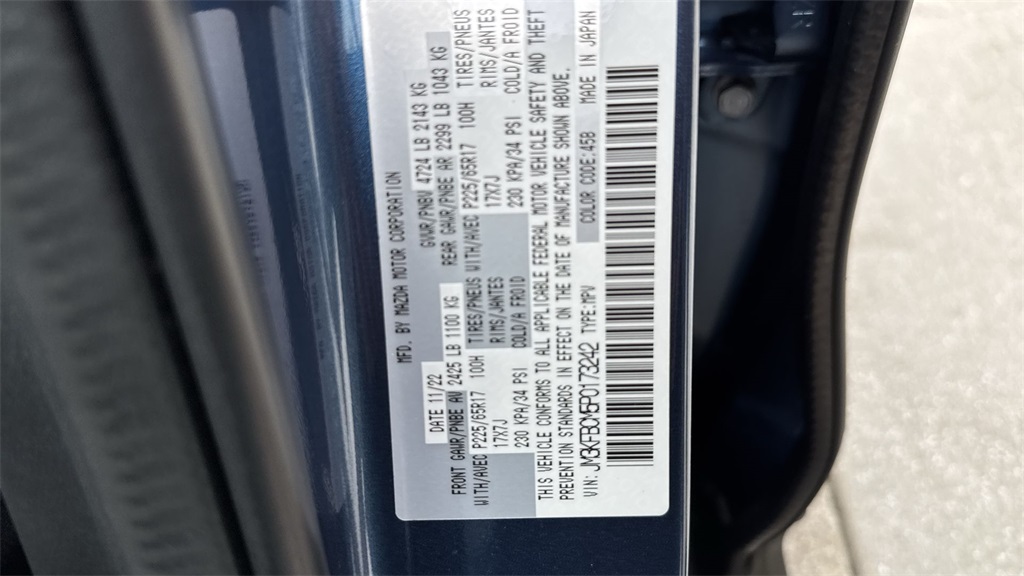 MFD. BY MAZDA MOTOR CORPORATION
DATE 11/22 GVWR/PNBV 4724 LB 2143 KG
FRONT GAWR/PNBE AV 2425 LB 1100 KG REAR GAWR/PNBE AR 2299 LB 1043 KG
WITH/AVEC P225/65R17 100H TIRES/PNEUS WITH/AVEC P225/65R17 100H TIRES/PNEUS
17X7J RIMS/JANTES 17X7J RIMS/JANTES
230 KPA/34 PSI COLD/A FROID 230 KPA/34 PSI COLD/A FROID
THIS VEHICLE CONFORMS TO ALL APPLICABLE FEDERAL MOTOR VEHICLE SAFETY AND THEFT
PREVENTION STANDARDS IN EFFECT ON THE DATE OF MANUFACTURE SHOWN ABOVE.
VIN: JM3KFBCM5P0173242 TYPE:MPV COLOR CODE:45B MADE IN JAPAN